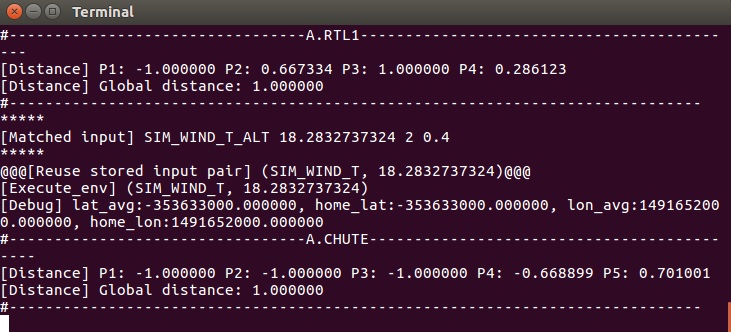 Terminal
#----------------------------------A.RTL1-----------------------------------------
---
[Distance] P1: -1.000000 P2: 0.667334 P3: 1.000000 P4: 0.286123
[Distance] Global distance: 1.000000
#--------------------------------------------------------------------------------
*****
[Matched input] SIM_WIND_T_ALT 18.2832737324 2 0.4
*****
@@@[Reuse stored input pair] (SIM_WIND_T, 18.2832737324)@@@
[Execute_env] (SIM_WIND_T, 18.2832737324)
[Debug] lat_avg:-353633000.000000, home_lat:-353633000.000000, lon_avg:149165200
0.000000, home_lon:1491652000.000000
#----------------------------------A.CHUTE----------------------------------------
----
[Distance] P1: -1.000000 P2: -1.000000 P3: -1.000000 P4: -0.668899 P5: 0.701001
[Distance] Global distance: 1.000000
#--------------------------------------------------------------------------------